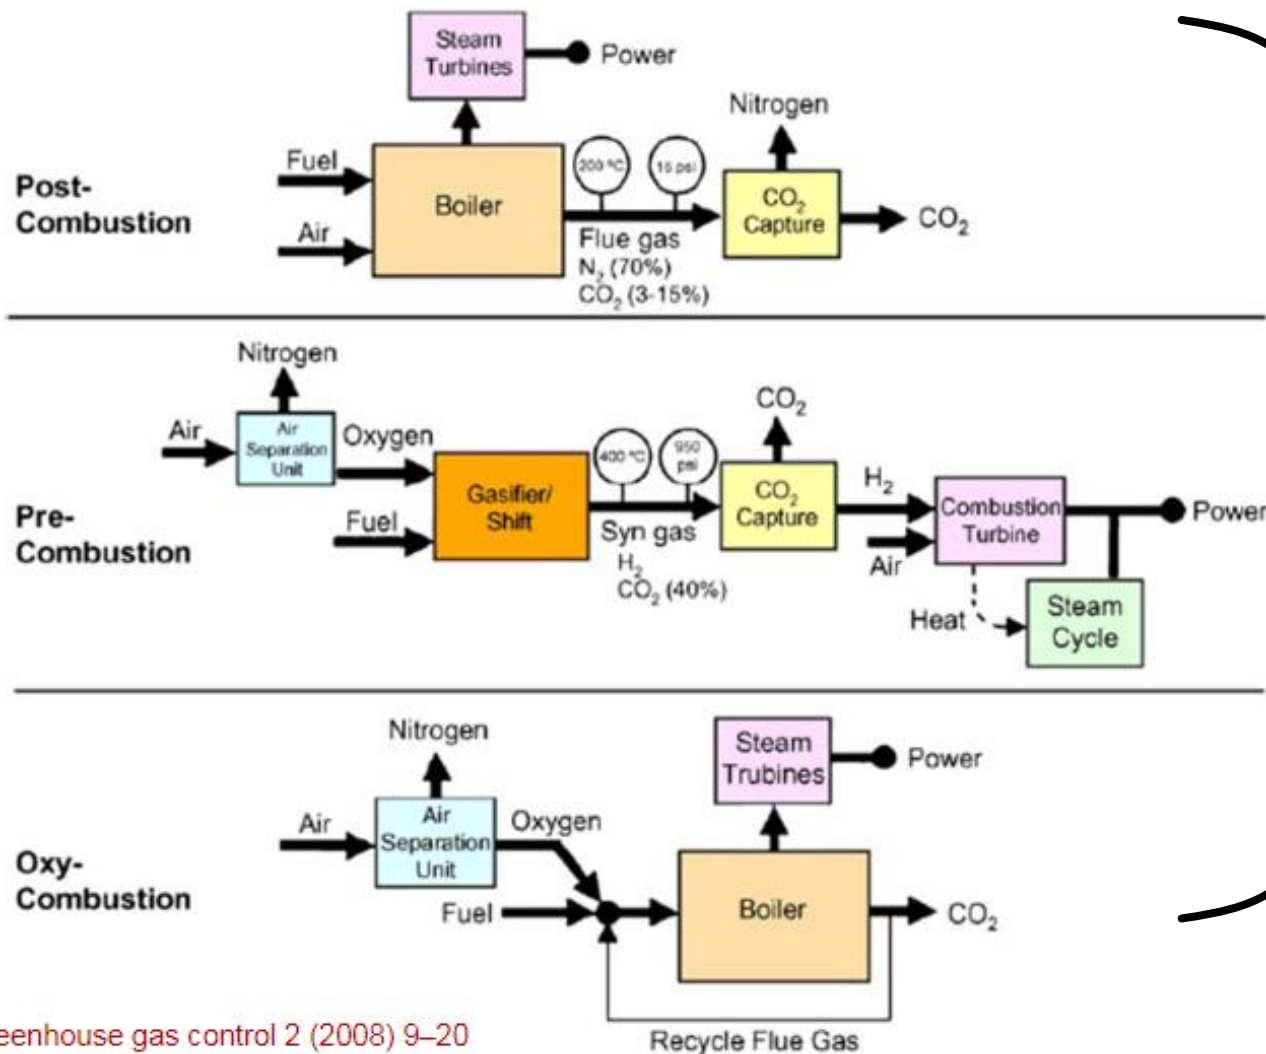 Steam
Turbines
Power
Nitrogen
Fuel
Air
Post-
Combustion
Boiler
200 °C
15 psi
Flue gas
N₂ (70%)
CO₂ (3-15%)
CO₂
Capture
CO₂
Nitrogen
Air
Air
Separation
Unit
Oxygen
Fuel
Pre-
Combustion
Gasifier/
Shift
400 °C
950
psi
Syn gas
H₂
CO₂ (40%)
CO₂
CO₂
Capture
H₂
Air
Combustion
Turbine
Power
Heat
Steam
Cycle
Nitrogen
Air
Air
Separation
Unit
Oxygen
Fuel
Oxy-
Combustion
Steam
Trubines
Power
Boiler
CO₂
Recycle Flue Gas
eenhouse gas control 2 (2008) 9–20